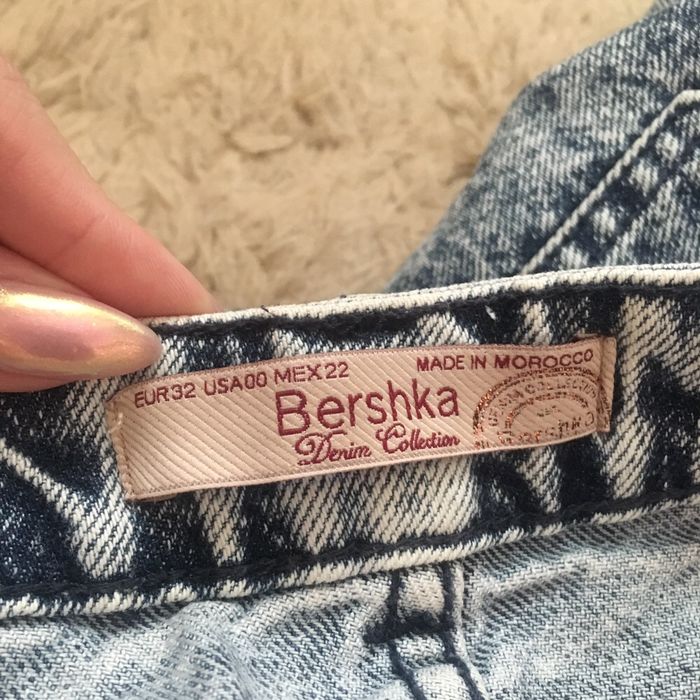 EUR32 USA00 MEX22 MADE IN MOROCCO
Bershka
Denim Collection